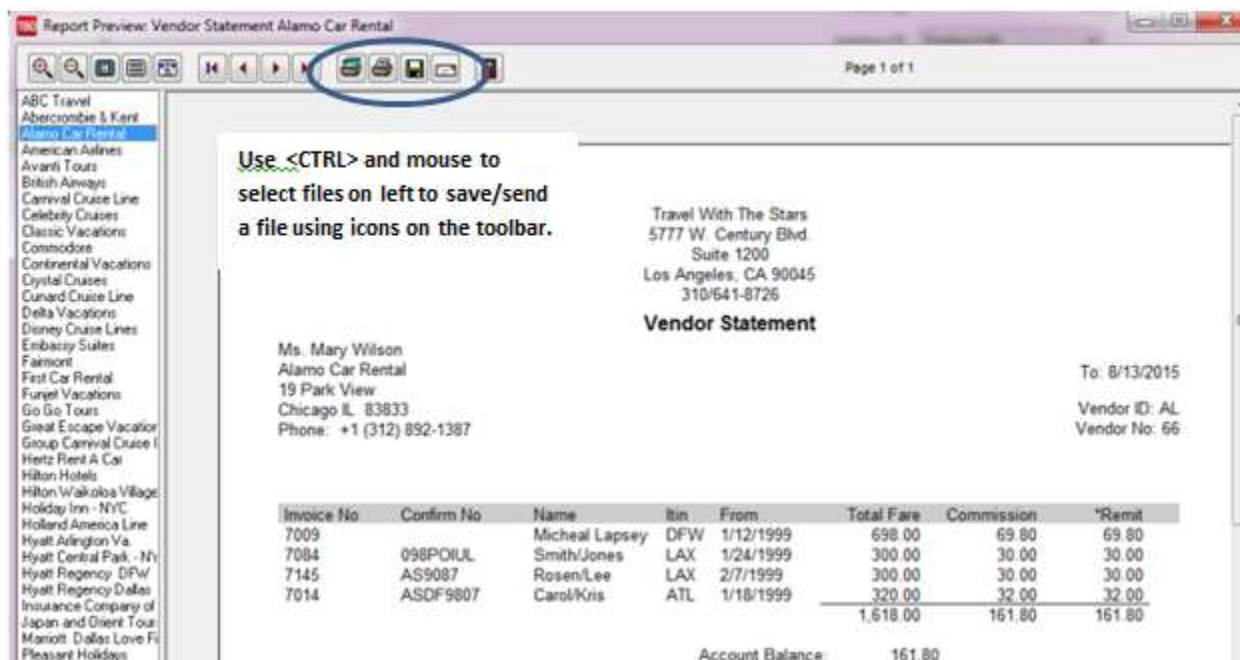 Report Preview: Vendor Statement Alamo Car Rental
Page 1 of 1
ABC Travel
Abercrombie & Kent
Alamo Car Rental
American Airlines
Avanti Tours
British Airways
Carnival Cruise Line
Celebrity Cruises
Classic Vacations
Commodore
Continental Vacations
Crystal Cruises
Cunard Cruise Line
Delta Vacations
Disney Cruise Lines
Embassy Suites
Fairmont
First Car Rental
Funjet Vacations
Go Go Tours
Great Escape Vacation
Group Carnival Cruise
Hertz Rent A Car
Hilton Hotels
Hilton Waikoloa Village
Holiday Inn - NYC
Holland America Line
Hyatt Arlington Va.
Hyatt Central Park - NY
Hyatt Regency DFW
Hyatt Regency Dallas
Insurance Company of
Japan and Orient Tour
Marriott Dallas Love Fi
Pleasant Holidays
Use <CTRL> and mouse to
select files on left to save/send
a file using icons on the toolbar.
Travel With The Stars
5777 W. Century Blvd.
Suite 1200
Los Angeles, CA 90045
310/641-8726
Vendor Statement
Ms. Mary Wilson
Alamo Car Rental
19 Park View
Chicago IL 83833
Phone: +1 (312) 892-1387
To: 8/13/2015
Vendor ID: AL
Vendor No: 66
Invoice No Confirm No Name Itin From Total Fare Commission *Remit
7009 Micheal Lapsey DFW 1/12/1999 698.00 69.80 69.80
7084 098POIUL Smith/Jones LAX 1/24/1999 300.00 30.00 30.00
7145 AS9087 Rosen/Lee LAX 2/7/1999 300.00 30.00 30.00
7014 ASDF9807 Carol/Kris ATL 1/18/1999 320.00 32.00 32.00
1,618.00 161.80 161.80
Account Balance: 161.80